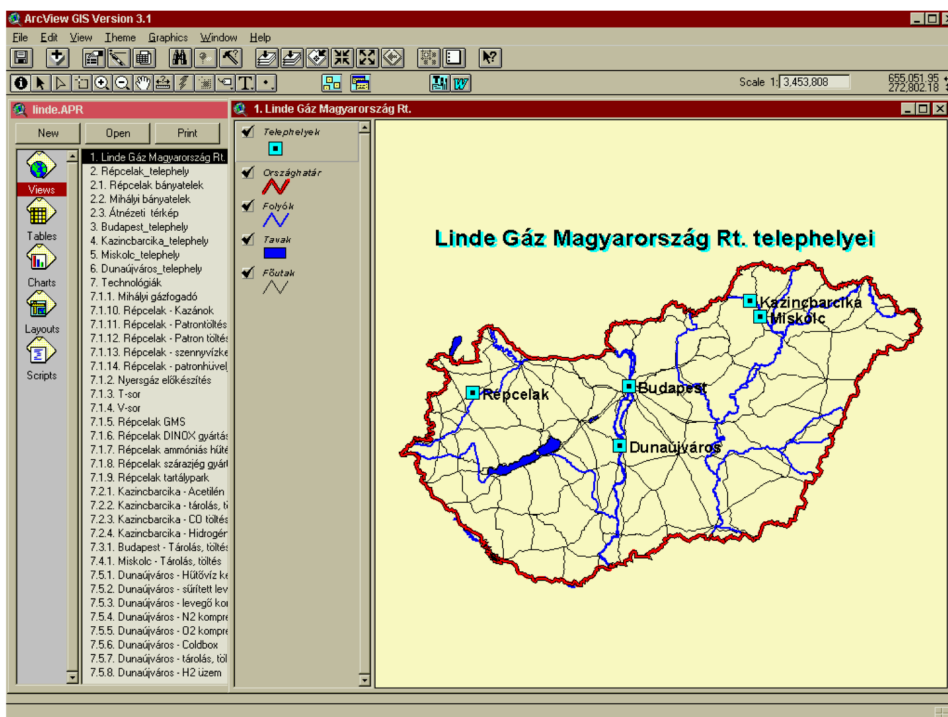 ArcView GIS Version 3.1
File Edit View Theme Graphics Window Help
Scale 1: 3,453,808
655,051.95
272,802.18
linde.APR
New Open Print
Views
Tables
Charts
Layouts
Scripts
1. Linde Gáz Magyarország Rt.
2. Répcelak_telephely
2.1. Répcelak bányatelek
2.2. Mihályi bányatelek
2.3. Átnézeti térkép
3. Budapest_telephely
4. Kazincbarcika_telephely
5. Miskolc_telephely
6. Dunaújváros_telephely
7. Technológiák
7.1.1. Mihályi gázfogadó
7.1.10. Répcelak - Kazánok
7.1.11. Répcelak - Patrontöltés
7.1.12. Répcelak - Patron töltés
7.1.13. Répcelak - szennyvízke
7.1.14. Répcelak - patronhüvel
7.1.2. Nyersgáz előkészítés
7.1.3. T-sor
7.1.4. V-sor
7.1.5. Répcelak GMS
7.1.6. Répcelak DINOX gyártás
7.1.7. Répcelak ammóniás hűté
7.1.8. Répcelak szárazjég gyárt
7.1.9. Répcelak tartálypark
7.2.1. Kazincbarcika - Acetilén
7.2.2. Kazincbarcika - tárolás, tö
7.2.3. Kazincbarcika - CO töltés
7.2.4. Kazincbarcika - Hidrogén
7.3.1. Budapest - Tárolás, töltés
7.4.1. Miskolc - Tárolás, töltés
7.5.1. Dunaújváros - Hűtővíz ke
7.5.2. Dunaújváros - sűrített lev
7.5.3. Dunaújváros - levegő kom
7.5.4. Dunaújváros - N2 kompre
7.5.5. Dunaújváros - O2 kompre
7.5.6. Dunaújváros - Coldbox
7.5.7. Dunaújváros - tárolás, töl
7.5.8. Dunaújváros - H2 üzem
1. Linde Gáz Magyarország Rt.
Telephelyek
Országhatár
Folyók
Tavak
Főutak
Linde Gáz Magyarország Rt. telephelyei
Kazincbarcika
Miskolc
Budapest
Répcelak
Dunaújváros